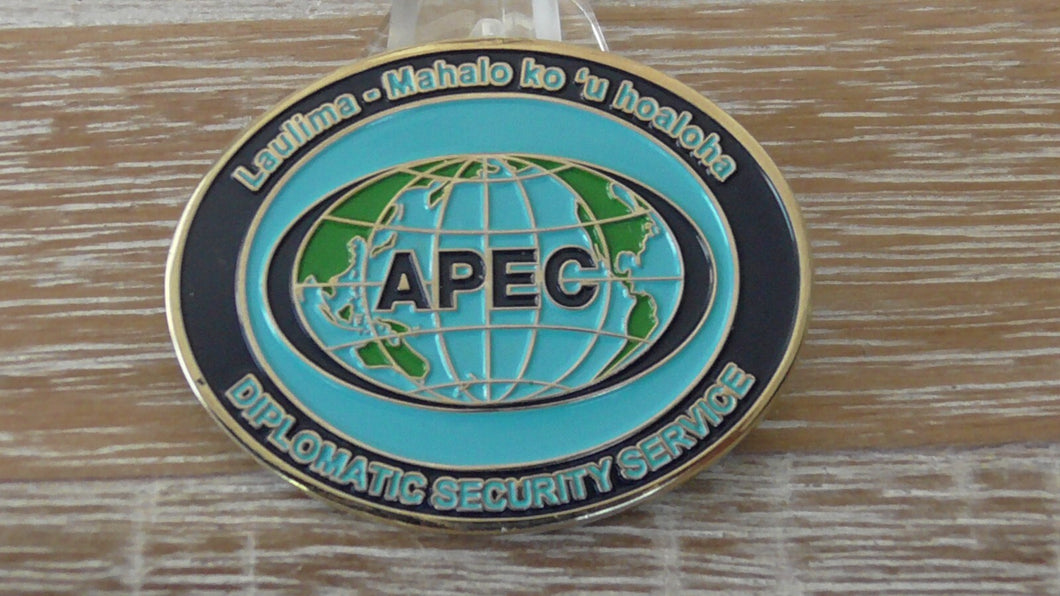 Laulima - Mahalo ko ‘u hoaloha
APEC
DIPLOMATIC SECURITY SERVICE